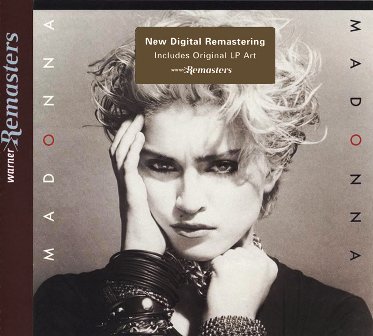 warner Remasters
MADONNA
New Digital Remastering
Includes Original LP Art
warner Remasters
MADONNA